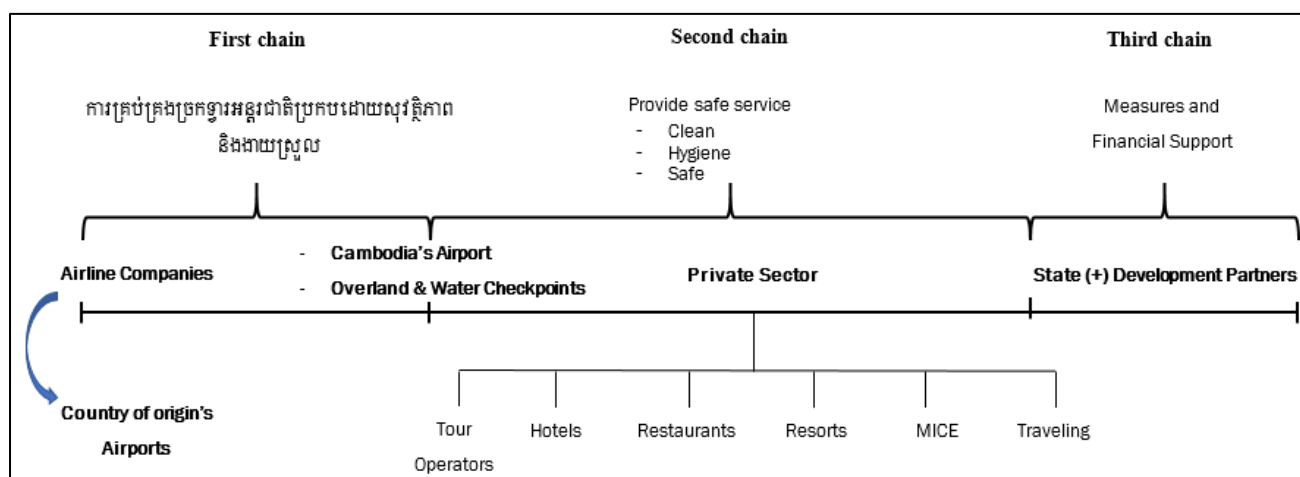 First chain
Second chain
Third chain
ការគ្រប់គ្រងច្រកទ្វារអន្តរជាតិប្រកបដោយសុវត្ថិភាព
និងងាយស្រួល
Provide safe service
- Clean
- Hygiene
- Safe
Measures and
Financial Support
Airline Companies
- Cambodia's Airport
- Overland & Water Checkpoints
Private Sector
State (+) Development Partners
Country of origin's
Airports
Tour
Operators
Hotels
Restaurants
Resorts
MICE
Traveling